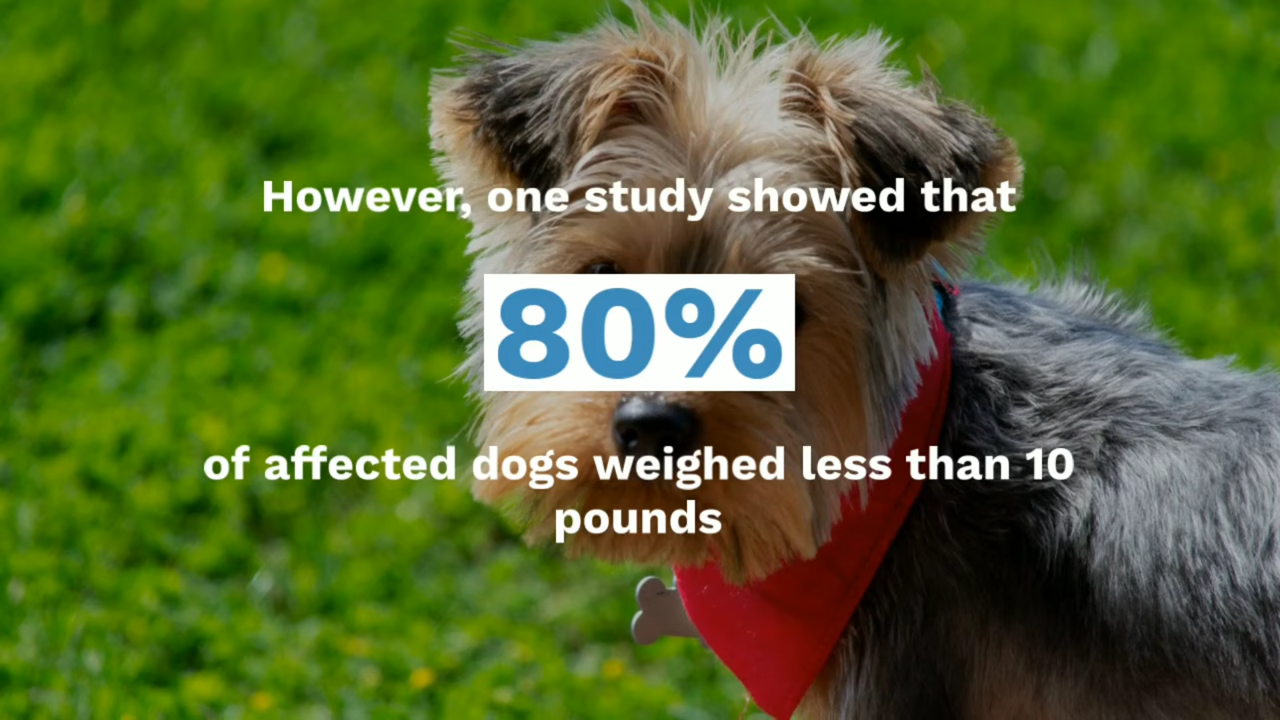 However, one study showed that
80%
of affected dogs weighed less than 10
pounds